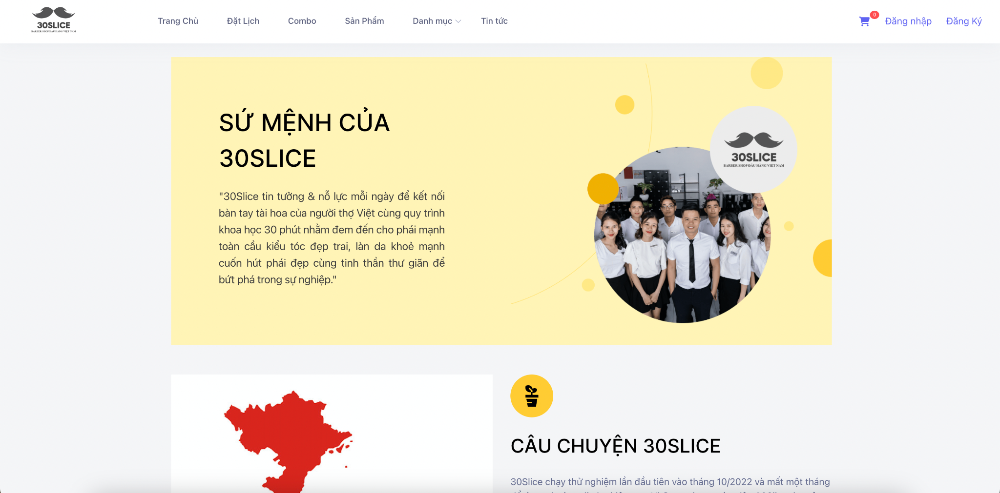 30SLICE
BARBER SHOP ĐẦU HÀNG VIỆT NAM
Trang Chủ
Đặt Lịch
Combo
Sản Phẩm
Danh mục
Tin tức
0
Đăng nhập
Đăng Ký
SỨ MỆNH CỦA
30SLICE
"30Slice tin tưởng & nỗ lực mỗi ngày để kết nối
bàn tay tài hoa của người thợ Việt cùng quy trình
khoa học 30 phút nhằm đem đến cho phái mạnh
toàn cầu kiểu tóc đẹp trai, làn da khoẻ mạnh
cuốn hút phái đẹp cùng tinh thần thư giãn để
bứt phá trong sự nghiệp."
30SLICE
BARBER SHOP ĐẦU HÀNG VIỆT NAM
CÂU CHUYỆN 30SLICE
30Slice chạy thử nghiệm lần đầu tiên vào tháng 10/2022 và mất một tháng